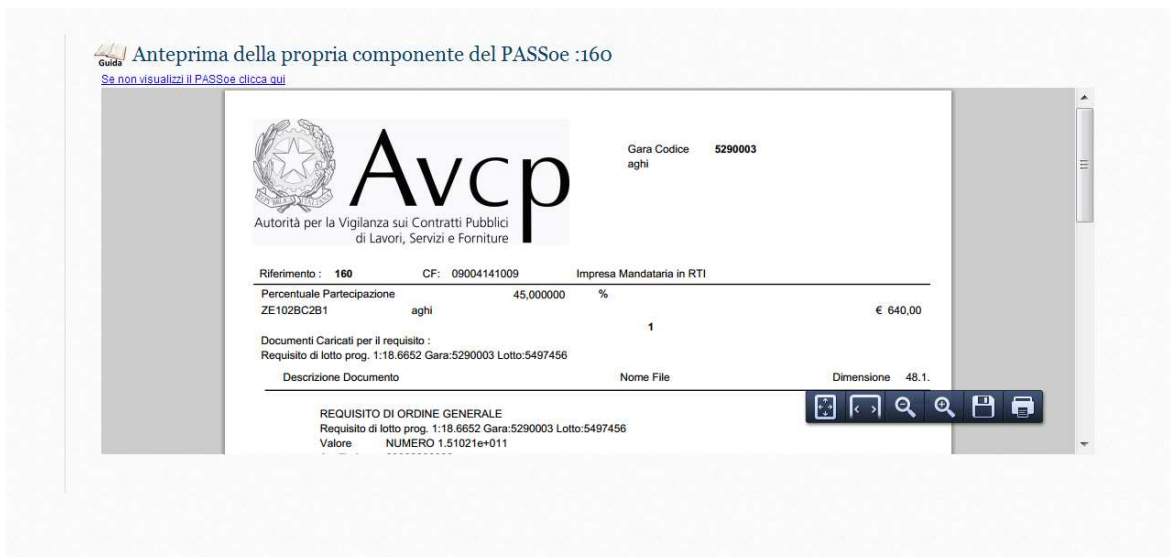 Guida Anteprima della propria componente del PASSoe :160
Se non visualizzi il PASSoe clicca qui
Avcp
Autorità per la Vigilanza sui Contratti Pubblici
di Lavori, Servizi e Forniture
Gara Codice 5290003
aghi
Riferimento : 160 CF: 09004141009 Impresa Mandataria in RTI
Percentuale Partecipazione 45,000000 %
ZE102BC2B1 aghi € 640,00
1
Documenti Caricati per il requisito :
Requisito di lotto prog. 1:18.6652 Gara:5290003 Lotto:5497456
Descrizione Documento Nome File Dimensione 48.1.
REQUISITO DI ORDINE GENERALE
Requisito di lotto prog. 1:18.6652 Gara:5290003 Lotto:5497456
Valore NUMERO 1.51021e+011